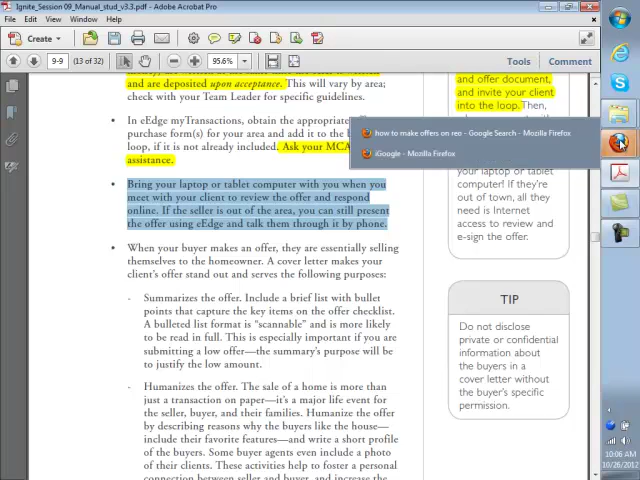 Ignite_Session 09_Manual_stud_v3.3.pdf - Adobe Acrobat Pro
File Edit View Window Help
Create
9-9 (13 of 32) 95.6%
Tools Comment
and are deposited upon acceptance. This will vary by area;
check with your Team Leader for specific guidelines.
In eEdge myTransactions, obtain the appropriate
purchase form(s) for your area and add it to the
loop, if it is not already included. Ask your MCA
assistance.
• Bring your laptop or tablet computer with you when you
meet with your client to review the offer and respond
online. If the seller is out of the area, you can still present
the offer using eEdge and talk them through it by phone.
• When your buyer makes an offer, they are essentially selling
themselves to the homeowner. A cover letter makes your
client's offer stand out and serves the following purposes:
- Summarizes the offer. Include a brief list with bullet
points that capture the key items on the offer checklist.
A bulleted list format is "scannable" and is more likely
to be read in full. This is especially important if you are
submitting a low offer—the summary's purpose will be
to justify the low amount.
- Humanizes the offer. The sale of a home is more than
just a transaction on paper—it's a major life event for
the seller, buyer, and their families. Humanize the offer
by describing reasons why the buyers like the house—
include their favorite features—and write a short profile
of the buyers. Some buyer agents even include a photo
of their clients. These activities help to foster a personal
connection between seller and buyer, and increase the
and offer document,
and invite your client
into the loop. Then,
how to make offers on reo - Google Search - Mozilla Firefox
iGoogle - Mozilla Firefox
your laptop or tablet
computer! If they're
out of town, all they
need is Internet
access to review and
e-sign the offer.
TIP
Do not disclose
private or confidential
information about
the buyers in a
cover letter without
the buyer's specific
permission.
10:06 AM
10/26/2012